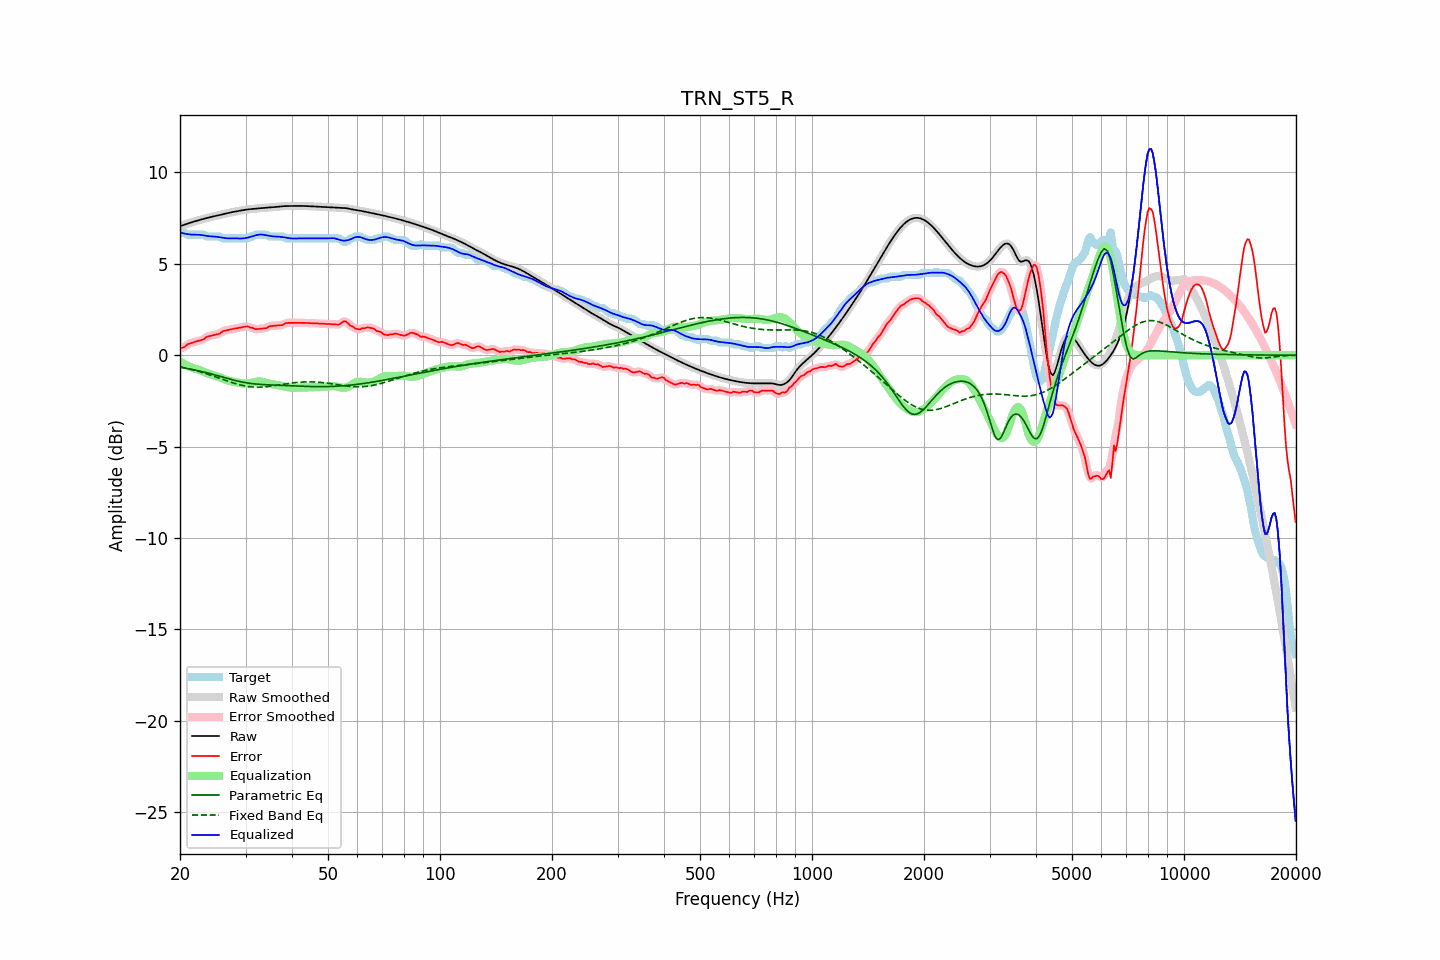 TRN_ST5_R
Amplitude (dBr)
10
5
0
−5
−10
−15
−20
−25
Target
Raw Smoothed
Error Smoothed
Raw
Error
Equalization
Parametric Eq
Fixed Band Eq
Equalized
20 50 100 200 500 1000 2000 5000 10000 20000
Frequency (Hz)